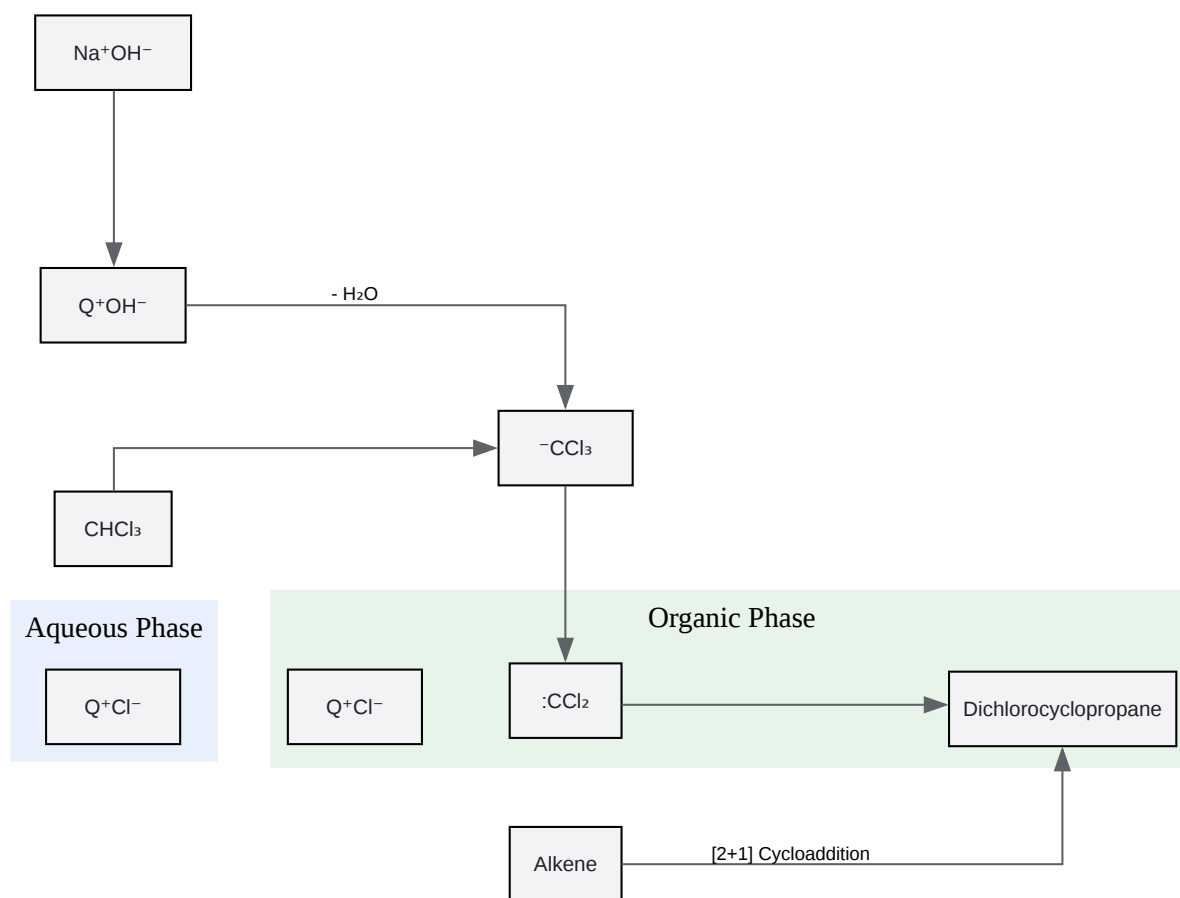 Na⁺OH⁻
Q⁺OH⁻
- H₂O
⁻CCl₃
CHCl₃
Aqueous Phase
Organic Phase
Q⁺Cl⁻
Q⁺Cl⁻
:CCl₂
Dichlorocyclopropane
Alkene
[2+1] Cycloaddition